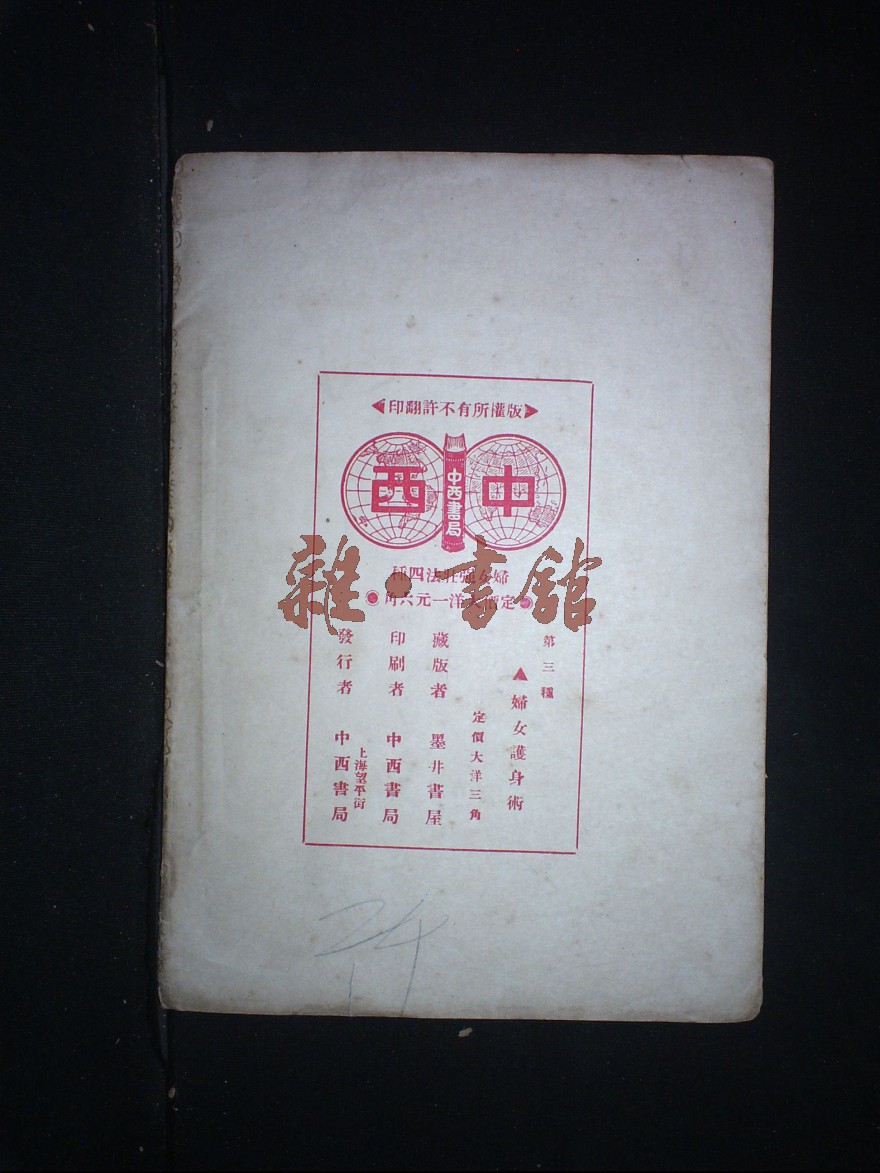 版權所有不許翻印
中西
中西書局
婦女強壯法四種
定價大洋一元六角
雜·書館
第三種
▲婦女護身術
定價大洋三角
藏版者 墨井書屋
印刷者 中西書局
上海望平街
發行者 中西書局
24